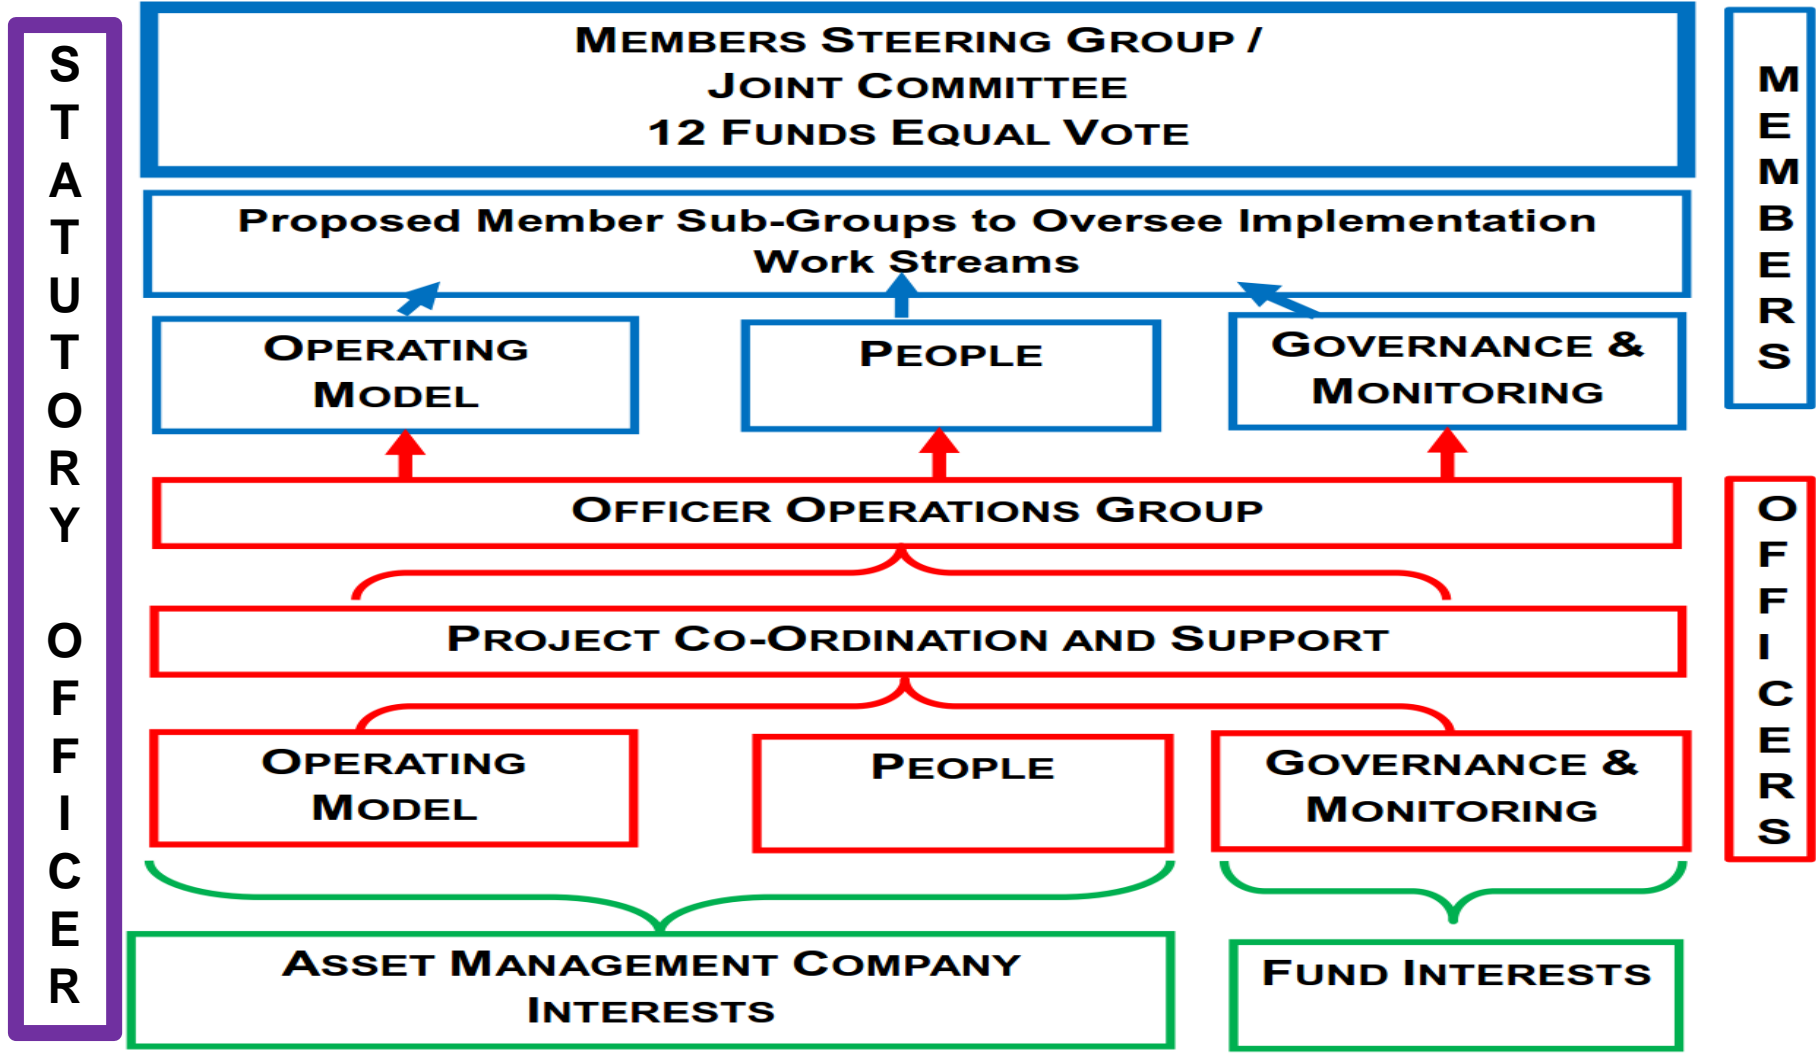 STATUTORY OFFICER
MEMBERS STEERING GROUP /
JOINT COMMITTEE
12 FUNDS EQUAL VOTE
Proposed Member Sub-Groups to Oversee Implementation
Work Streams
OPERATING
MODEL
PEOPLE
GOVERNANCE &
MONITORING
MEMBERS
OFFICER OPERATIONS GROUP
PROJECT CO-ORDINATION AND SUPPORT
OPERATING
MODEL
PEOPLE
GOVERNANCE &
MONITORING
OFFICERS
ASSET MANAGEMENT COMPANY
INTERESTS
FUND INTERESTS